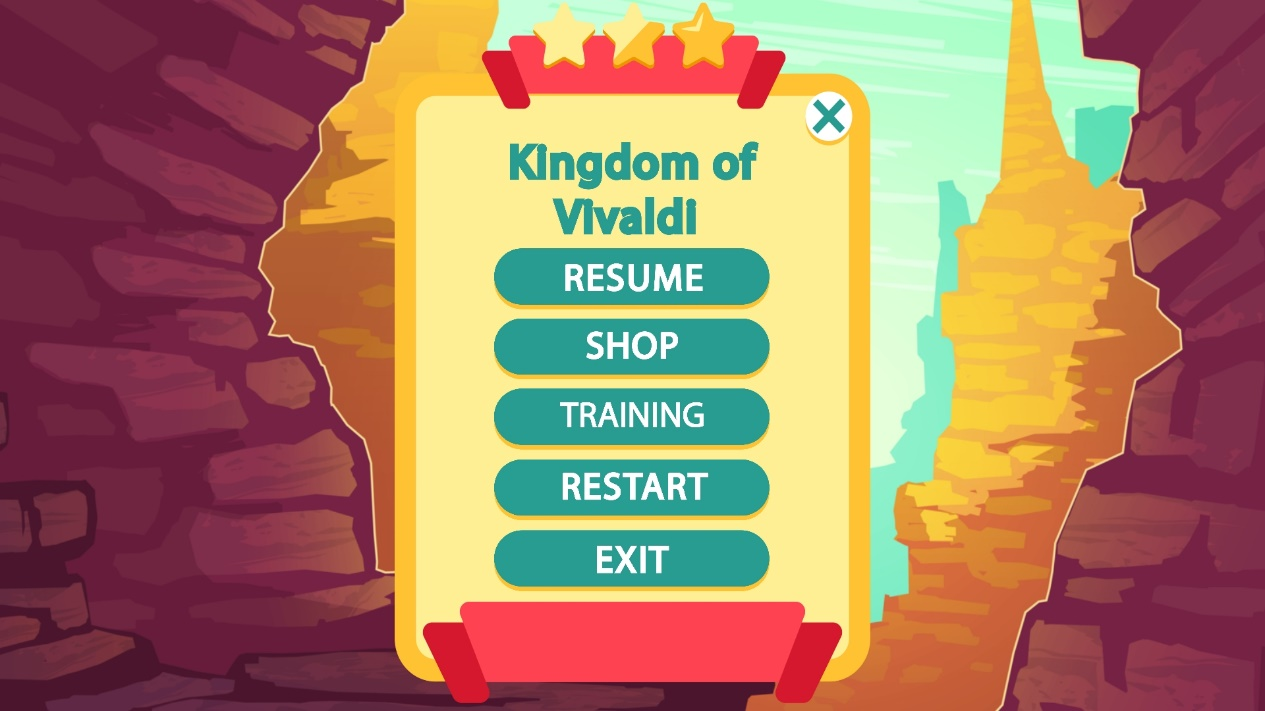 Kingdom of
Vivaldi
RESUME
SHOP
TRAINING
RESTART
EXIT